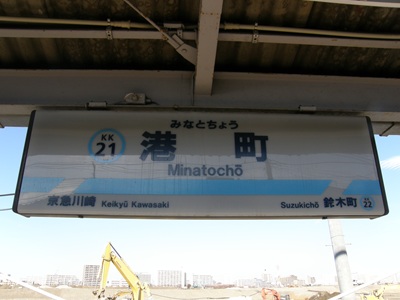 KK
21
みなとちょう
港町
Minatochō
京急川崎 Keikyū Kawasaki
Suzukichō 鈴木町 KK 22